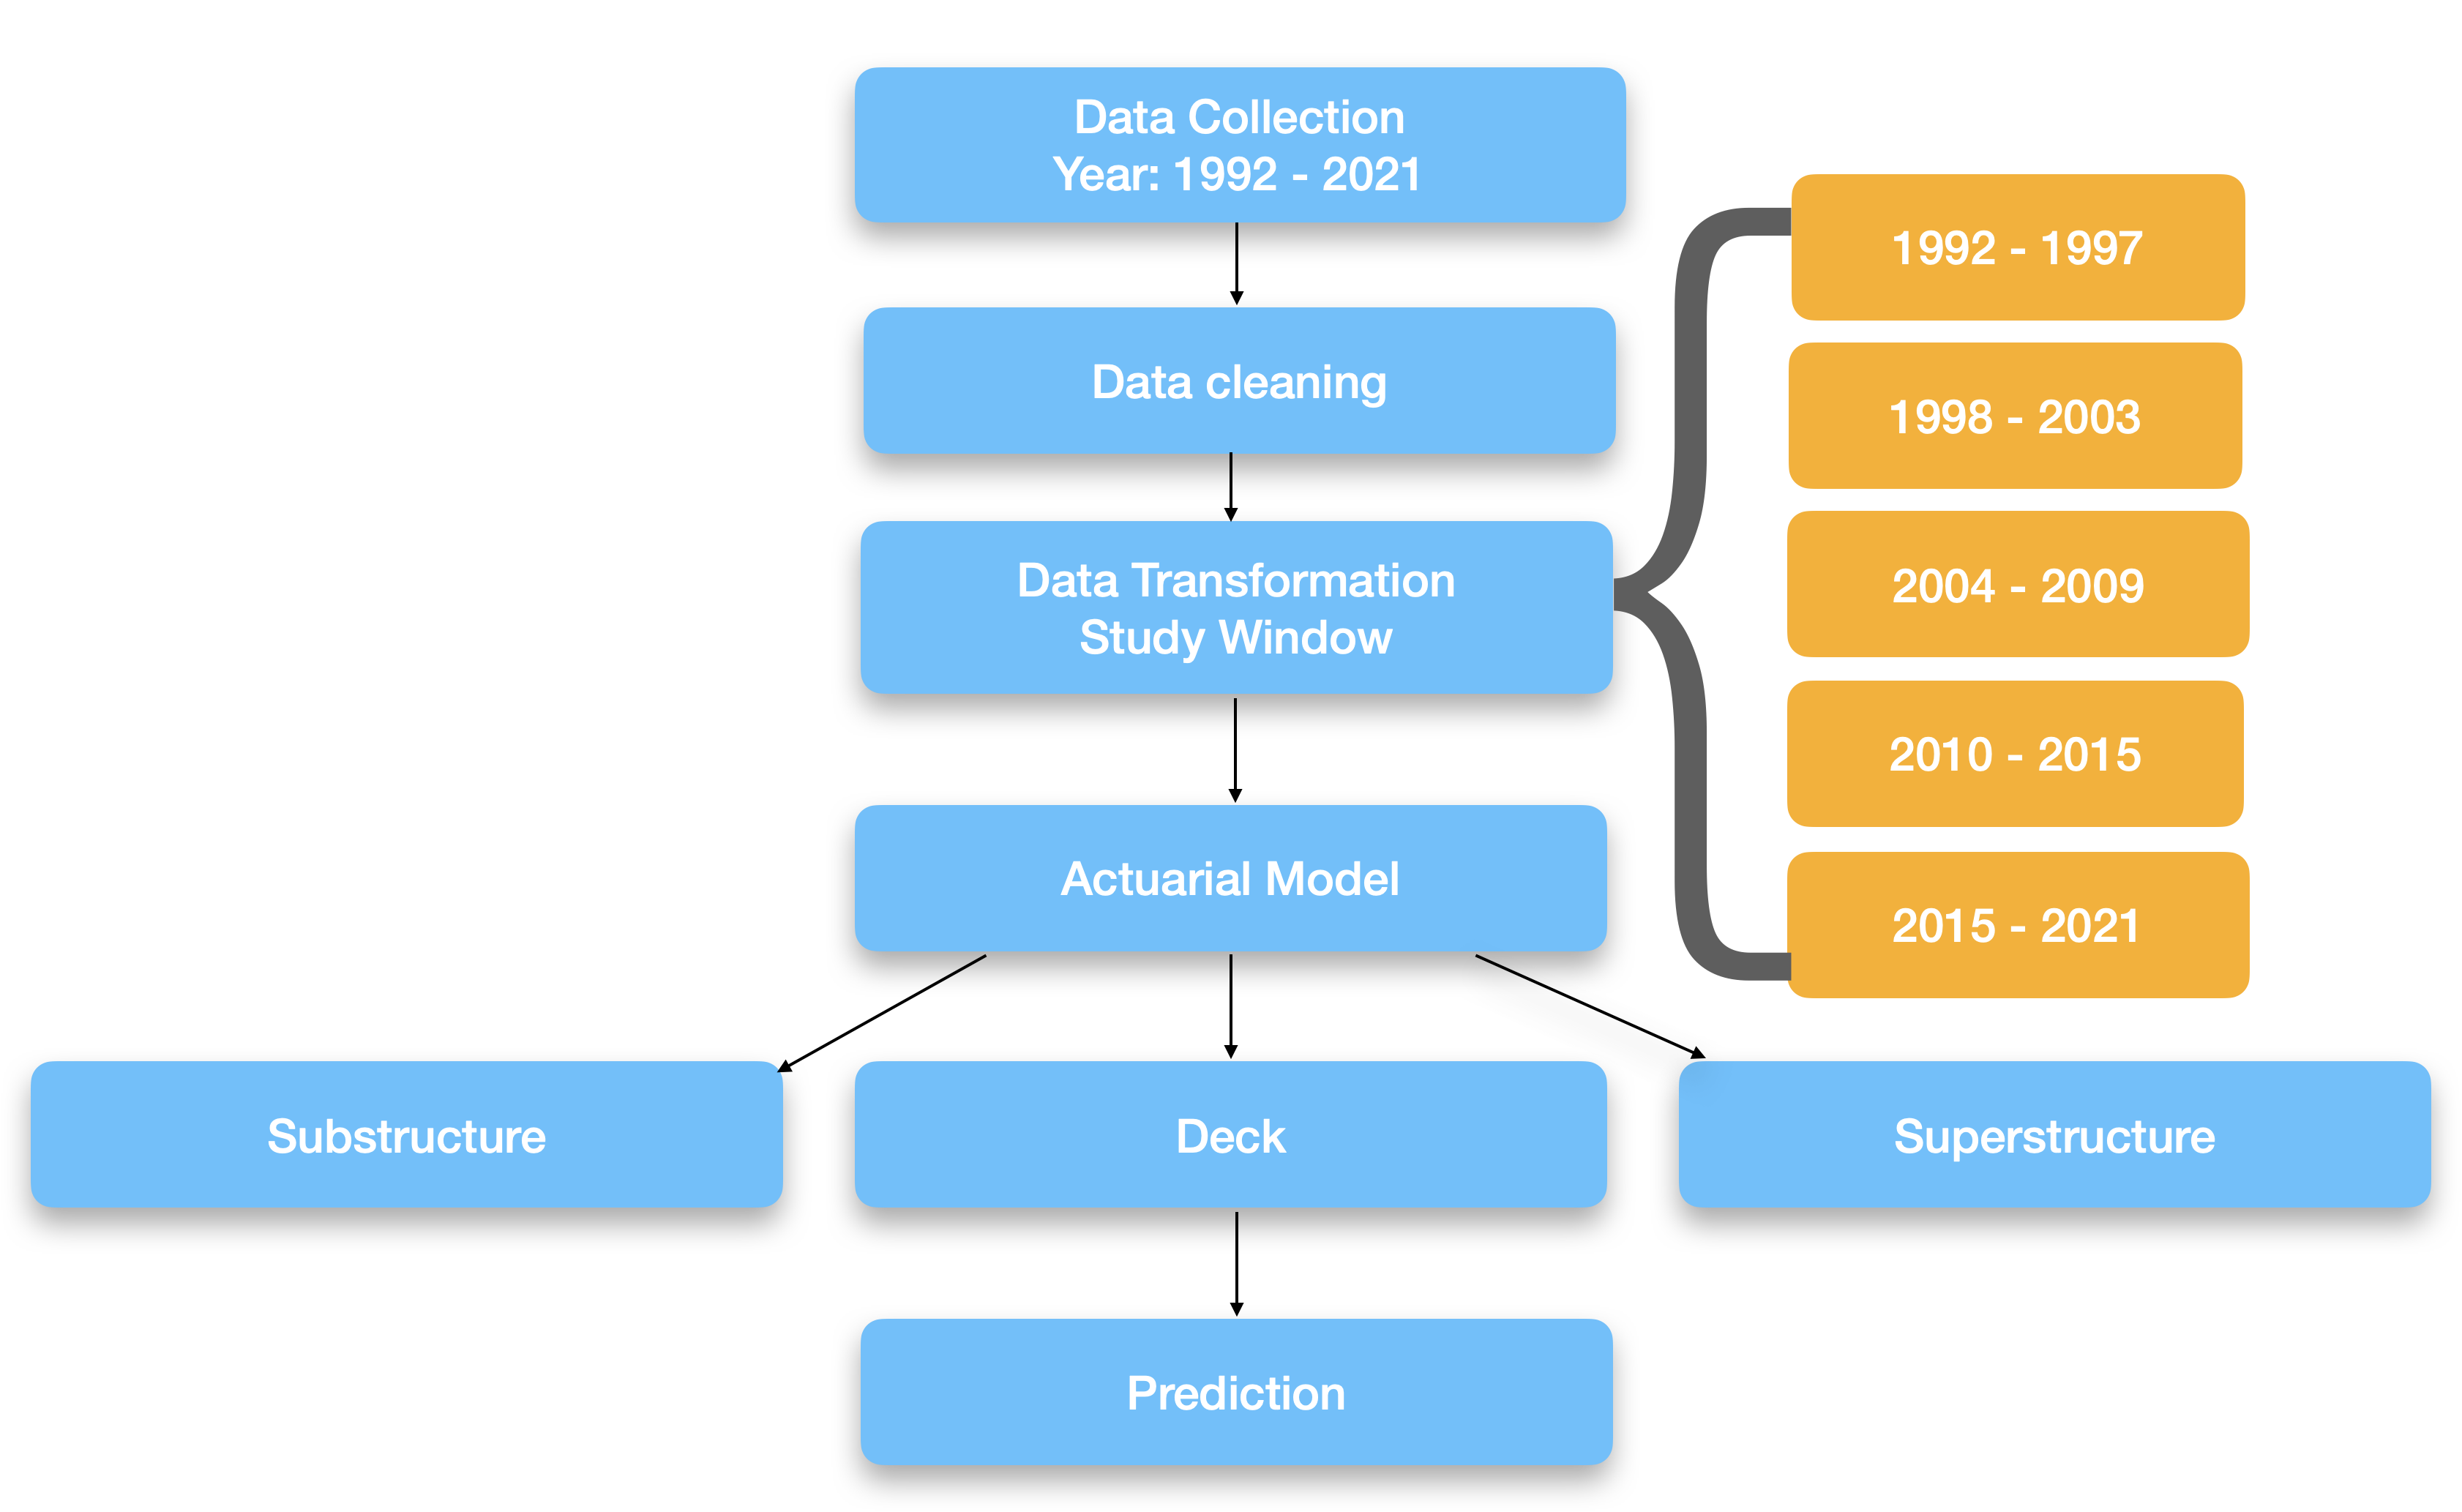 Data Collection
Year: 1992 - 2021
Data cleaning
Data Transformation
Study Window
1992 - 1997
1998 - 2003
2004 - 2009
2010 - 2015
2015 - 2021
Actuarial Model
Substructure
Deck
Superstructure
Prediction